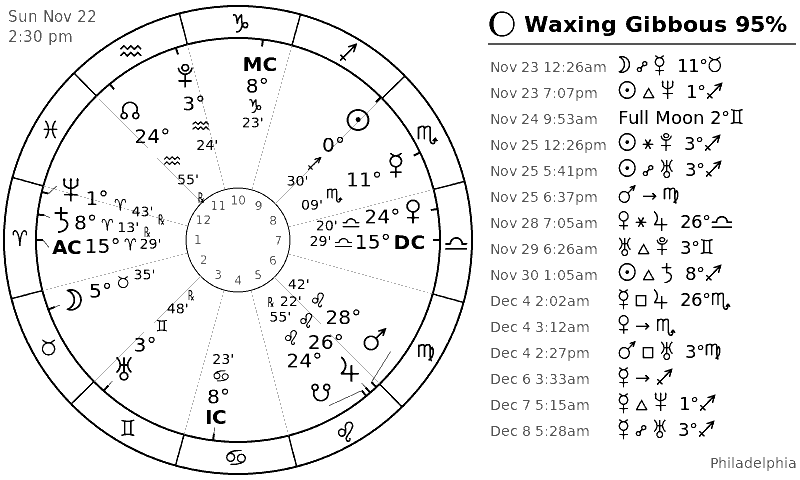 Sun Nov 22
2:30 pm
♑
♒
♐
MC
8°
♑
23'
♇
3°
♒
24'
☉
0°
♐
30'
☊
24°
♒
55'
℞
♓
♏
☿
11°
♏
09'
♆ 1° ♈ 43' ℞
♄ 8° ♈ 13' ℞
AC 15° ♈ 29'
♈
20' ♎ 24° ♀
29' ♎ 15° DC
♎
12 11 10 9 8 7 6 5 4 3 2 1
☽ 5° ♉ 35'
♉
♅
3°
♊
48'
℞
♊
23'
♋
8°
IC
♋
42' ♌ 28° ♂
℞ 22' ♌ 26° ♃
55' ♌ 24° ☋
♌
♍
Waxing Gibbous 95%
Nov 23 12:26am ☽ ☍ ☿ 11°♉
Nov 23 7:07pm ☉ △ ♆ 1°♐
Nov 24 9:53am Full Moon 2°♊
Nov 25 12:26pm ☉ ⚹ ♇ 3°♐
Nov 25 5:41pm ☉ ☍ ♅ 3°♐
Nov 25 6:37pm ♂ → ♍
Nov 28 7:05am ♀ ⚹ ♃ 26°♎
Nov 29 6:26am ♅ △ ♇ 3°♊
Nov 30 1:05am ☉ △ ♄ 8°♐
Dec 4 2:02am ☿ □ ♃ 26°♏
Dec 4 3:12am ♀ → ♏
Dec 4 2:27pm ♂ □ ♅ 3°♍
Dec 6 3:33am ☿ → ♐
Dec 7 5:15am ☿ △ ♆ 1°♐
Dec 8 5:28am ☿ ☍ ♅ 3°♐
Philadelphia